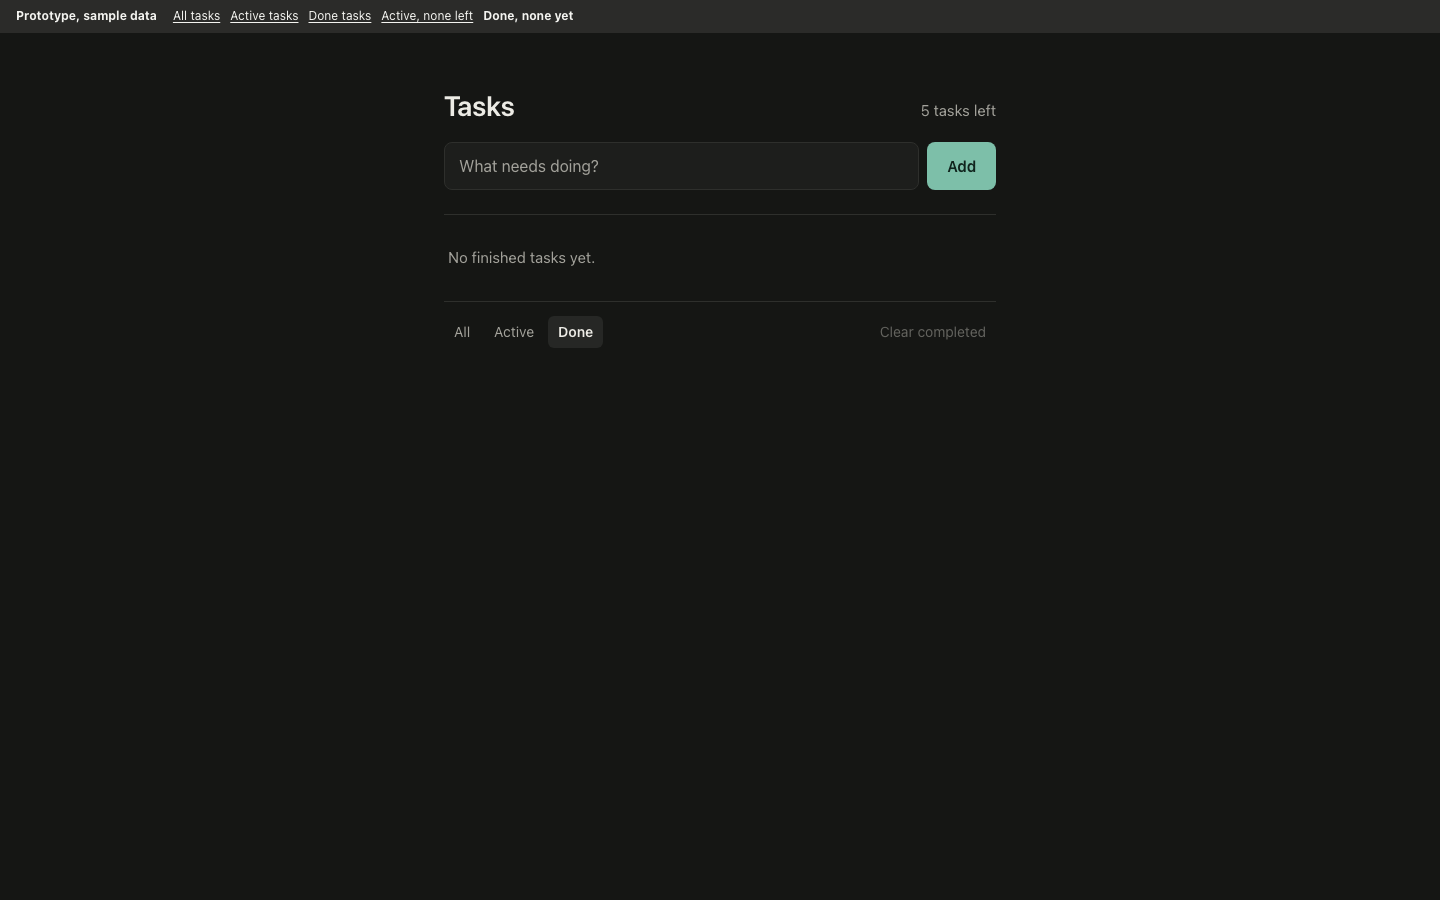 Prototype, sample data All tasks Active tasks Done tasks Active, none left Done, none yet
Tasks
5 tasks left
What needs doing?
Add
No finished tasks yet.
All Active Done Clear completed